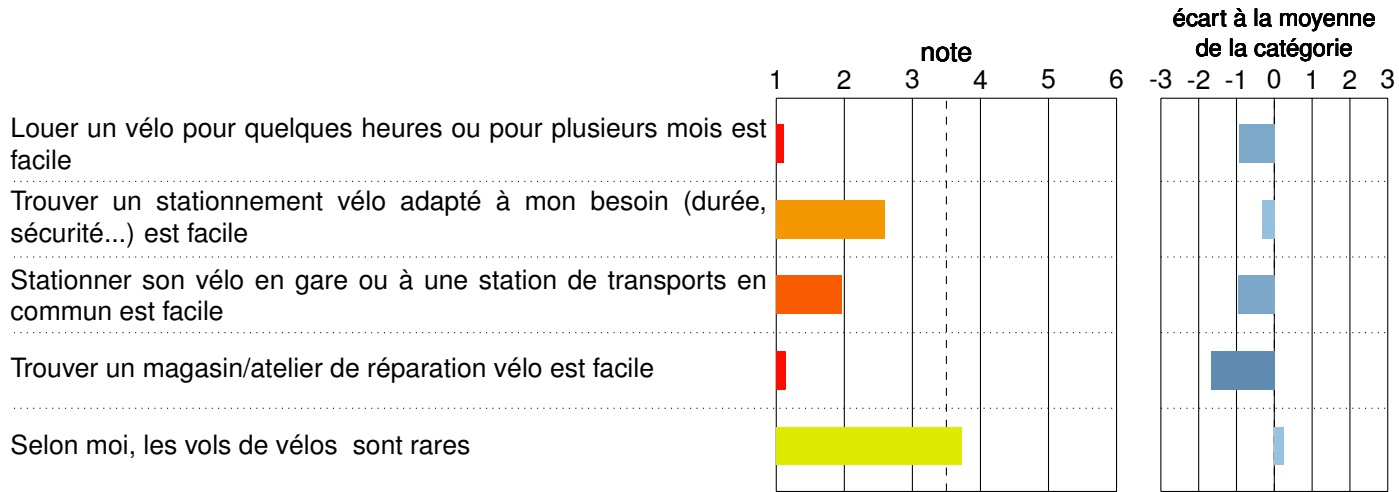 écart à la moyenne
de la catégorie
note
1 2 3 4 5 6
-3 -2 -1 0 1 2 3
Louer un vélo pour quelques heures ou pour plusieurs mois est
facile
Trouver un stationnement vélo adapté à mon besoin (durée,
sécurité...) est facile
Stationner son vélo en gare ou à une station de transports en
commun est facile
Trouver un magasin/atelier de réparation vélo est facile
Selon moi, les vols de vélos sont rares